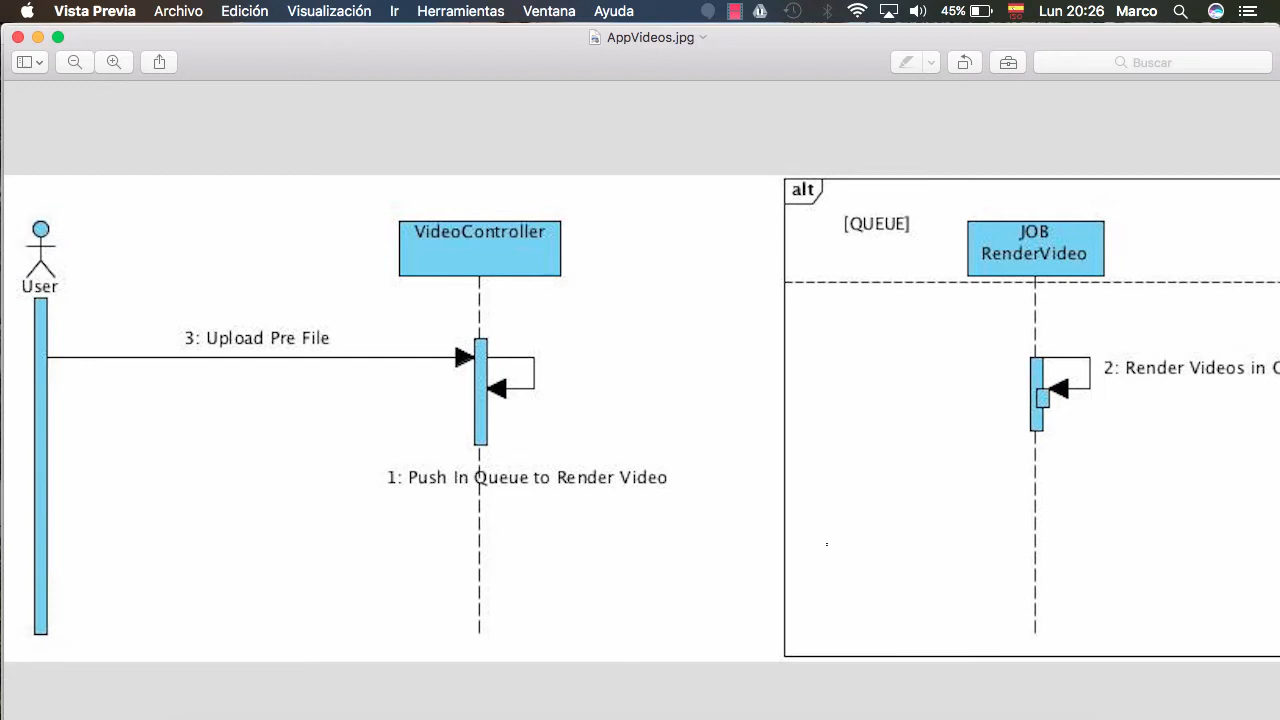 Vista Previa Archivo Edición Visualización Ir Herramientas Ventana Ayuda 45% ISO Lun 20:26 Marco
AppVideos.jpg
Buscar
alt
[QUEUE]
VideoController
JOB
RenderVideo
User
3: Upload Pre File
2: Render Videos in
1: Push In Queue to Render Video